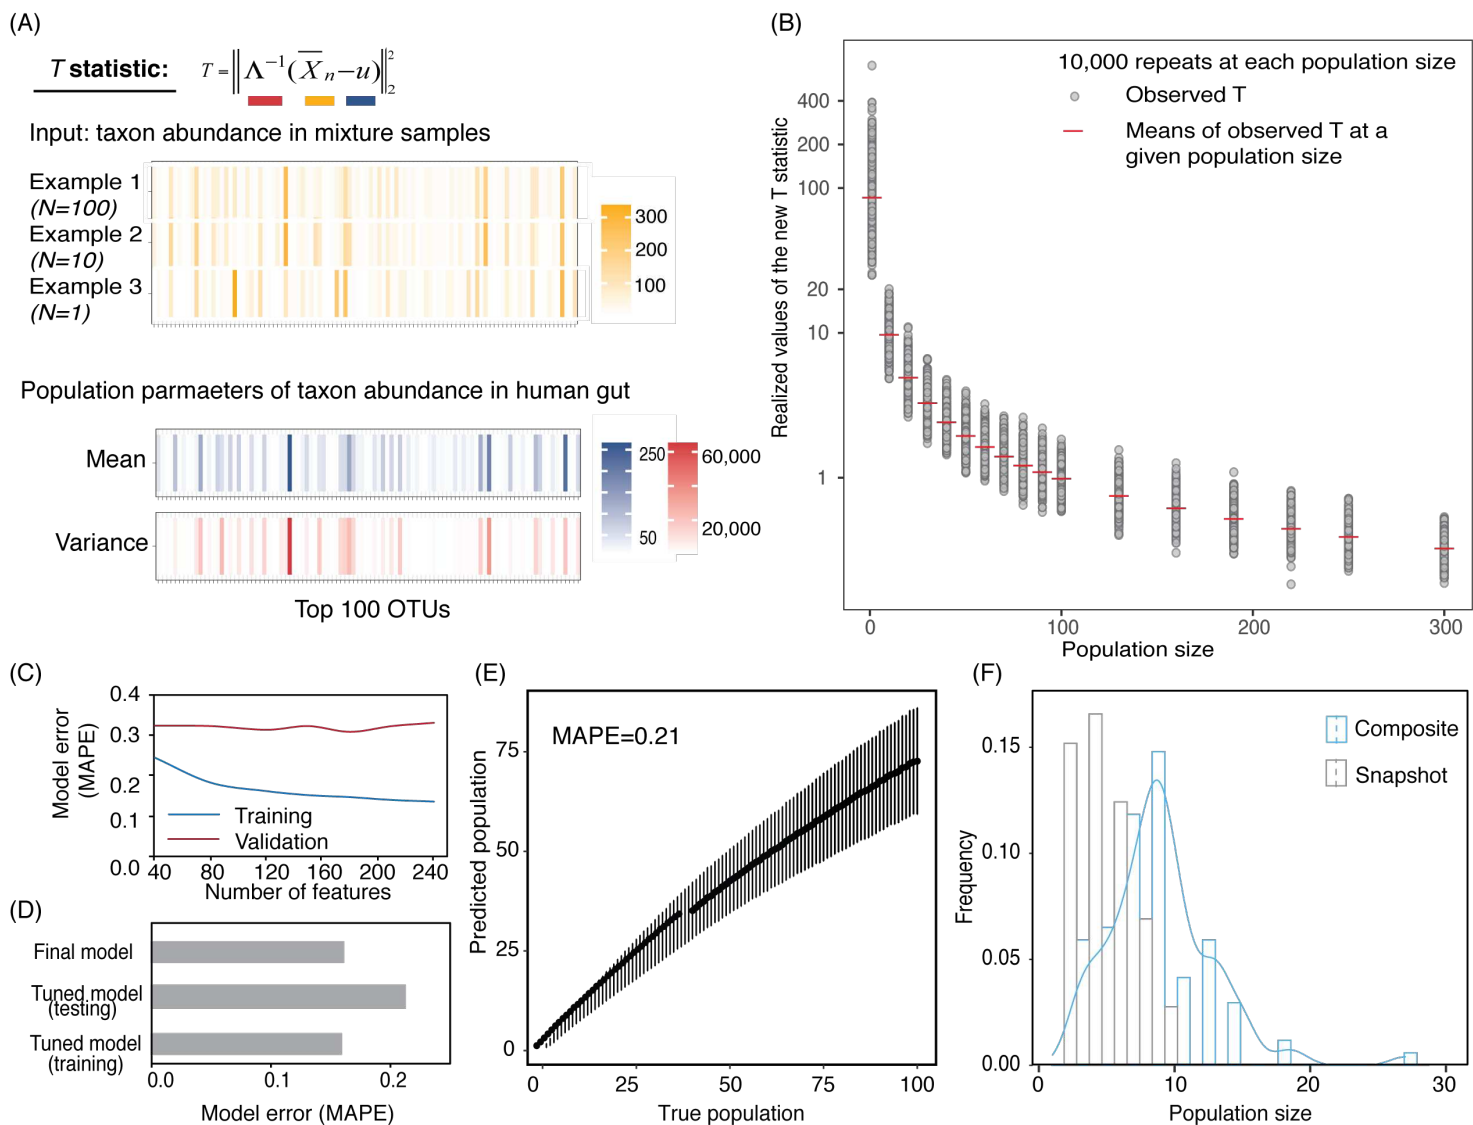 (A)
T statistic:
T = ‖Λ⁻¹(X̄ₙ−u)‖₂²
Input: taxon abundance in mixture samples
Example 1
(N=100)
Example 2
(N=10)
Example 3
(N=1)
300
200
100
Population parmaeters of taxon abundance in human gut
Mean
Variance
250
50
60,000
20,000
Top 100 OTUs
(B)
10,000 repeats at each population size
Observed T
Means of observed T at a
given population size
Realized values of the new T statistic
400
200
100
20
10
1
0
100
200
300
Population size
(C)
Model error
(MAPE)
0.4
0.3
0.2
0.1
0.0
Training
Validation
40
80
120
160
200
240
Number of features
(D)
Final model
Tuned model
(testing)
Tuned model
(training)
0.0
0.1
0.2
Model error (MAPE)
(E)
MAPE=0.21
Predicted population
75
50
25
0
0
25
50
75
100
True population
(F)
Composite
Snapshot
Frequency
0.15
0.10
0.05
0.00
0
10
20
30
Population size